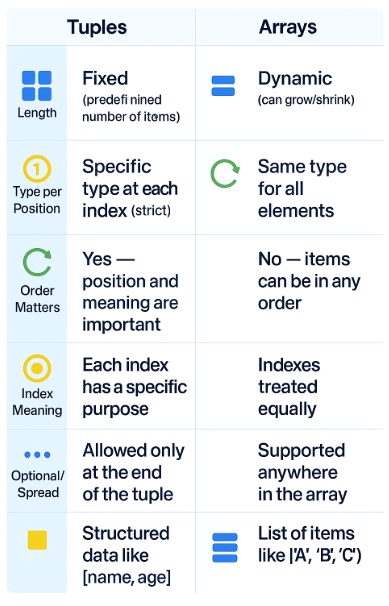 Tuples
Arrays
Length
Fixed
(predefi nined
number of items)
Dynamic
(can grow/shrink)
1
Type per
Position
Specific
type at each
index (strict)
Same type
for all
elements
Order
Matters
Yes —
position and
meaning are
important
No — items
can be in any
order
Index
Meaning
Each index
has a specific
purpose
Indexes
treated
equally
Optional/
Spread
Allowed only
at the end
of the tuple
Supported
anywhere
in the array
Structured
data like
[name, age]
List of items
like |'A', 'B', 'C')